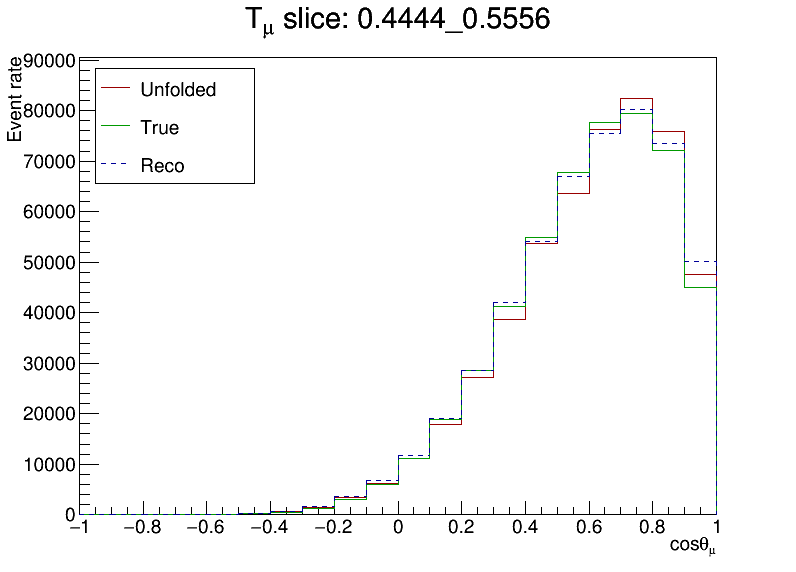 Tμ slice: 0.4444_0.5556
Event rate
90000
80000
70000
60000
50000
40000
30000
20000
10000
0
Unfolded
True
Reco
−1 −0.8 −0.6 −0.4 −0.2 0 0.2 0.4 0.6 0.8 1
cosθμ